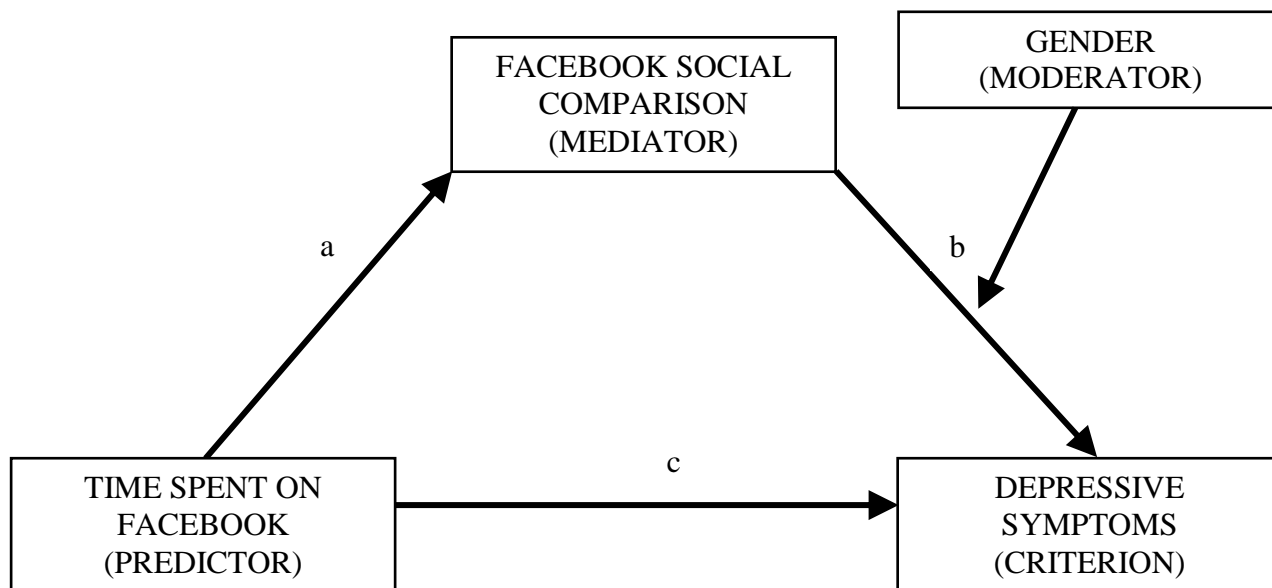 FACEBOOK SOCIAL
COMPARISON
(MEDIATOR)
GENDER
(MODERATOR)
a
b
c
TIME SPENT ON
FACEBOOK
(PREDICTOR)
DEPRESSIVE
SYMPTOMS
(CRITERION)